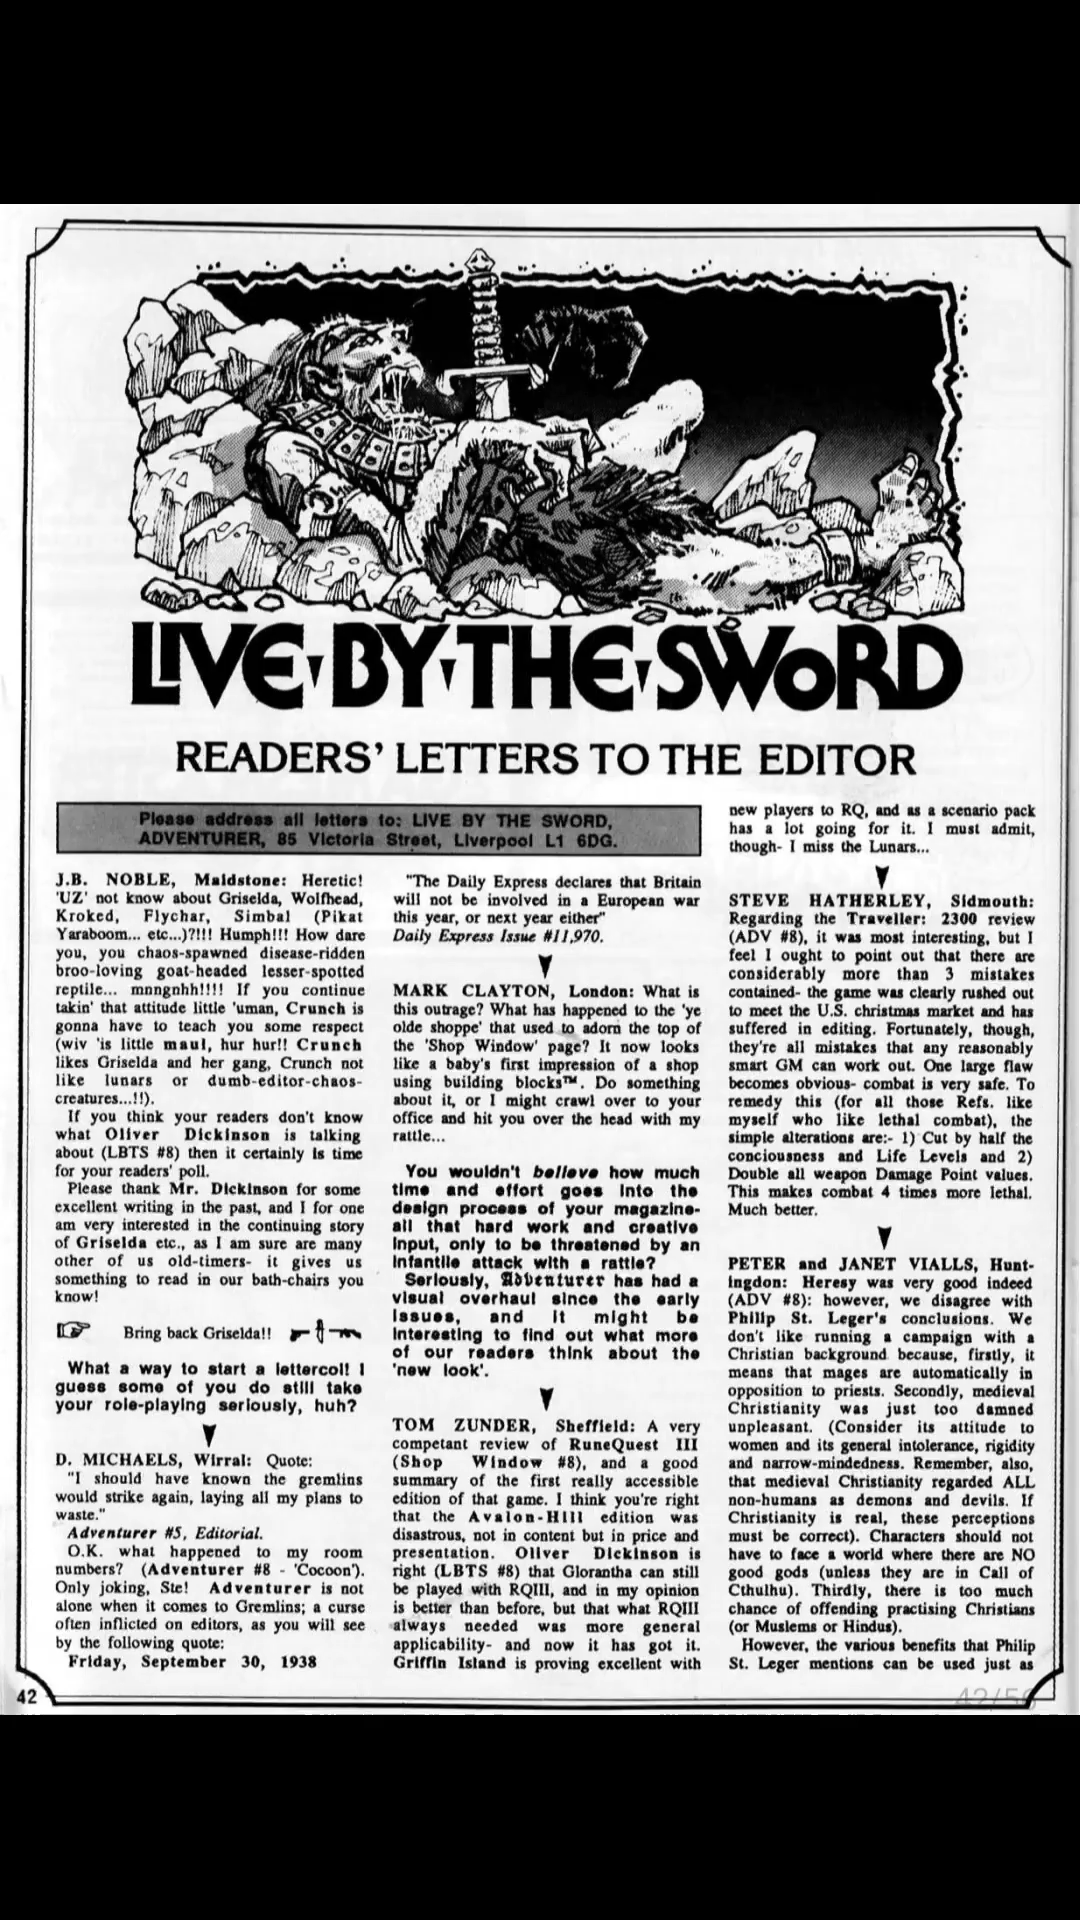 LIVE·BY·THE·SWORD
READERS' LETTERS TO THE EDITOR
Please address all letters to: LIVE BY THE SWORD,
ADVENTURER, 85 Victoria Street, Liverpool L1 6DG.
J.B. NOBLE, Maidstone: Heretic!
'UZ' not know about Griselda, Wolfhead,
Kroked, Flychar, Simbal (Pikat
Yaraboom... etc...)?!!! Humph!!! How dare
you, you chaos-spawned disease-ridden
broo-loving goat-headed lesser-spotted
reptile... mnngnhh!!!! If you continue
takin' that attitude little 'uman, Crunch is
gonna have to teach you some respect
(wiv 'is little maul, hur hur!! Crunch
likes Griselda and her gang, Crunch not
like lunars or dumb-editor-chaos-
creatures...!!).
If you think your readers don't know
what Oliver Dickinson is talking
about (LBTS #8) then it certainly is time
for your readers' poll.
Please thank Mr. Dickinson for some
excellent writing in the past, and I for one
am very interested in the continuing story
of Griselda etc., as I am sure are many
other of us old-timers- it gives us
something to read in our bath-chairs you
know!
Bring back Griselda!!
What a way to start a lettercol! I
guess some of you do still take
your role-playing seriously, huh?
D. MICHAELS, Wirral: Quote:
"I should have known the gremlins
would strike again, laying all my plans to
waste."
Adventurer #5, Editorial.
O.K. what happened to my room
numbers? (Adventurer #8 - 'Cocoon').
Only joking, Ste! Adventurer is not
alone when it comes to Gremlins; a curse
often inflicted on editors, as you will see
by the following quote:
Friday, September 30, 1938
"The Daily Express declares that Britain
will not be involved in a European war
this year, or next year either"
Daily Express Issue #11,970.
MARK CLAYTON, London: What is
this outrage? What has happened to the 'ye
olde shoppe' that used to adorn the top of
the 'Shop Window' page? It now looks
like a baby's first impression of a shop
using building blocks™. Do something
about it, or I might crawl over to your
office and hit you over the head with my
rattle...
You wouldn't believe how much
time and effort goes into the
design process of your magazine-
all that hard work and creative
input, only to be threatened by an
infantile attack with a rattle?
Seriously, Adventurer has had a
visual overhaul since the early
issues, and it might be
interesting to find out what more
of our readers think about the
'new look'.
TOM ZUNDER, Sheffield: A very
competant review of RuneQuest III
(Shop Window #8), and a good
summary of the first really accessible
edition of that game. I think you're right
that the Avalon-Hill edition was
disastrous, not in content but in price and
presentation. Oliver Dickinson is
right (LBTS #8) that Glorantha can still
be played with RQIII, and in my opinion
is better than before, but that what RQIII
always needed was more general
applicability- and now it has got it.
Griffin Island is proving excellent with
new players to RQ, and as a scenario pack
has a lot going for it. I must admit,
though- I miss the Lunars...
STEVE HATHERLEY, Sidmouth:
Regarding the Traveller: 2300 review
(ADV #8), it was most interesting, but I
feel I ought to point out that there are
considerably more than 3 mistakes
contained- the game was clearly rushed out
to meet the U.S. christmas market and has
suffered in editing. Fortunately, though,
they're all mistakes that any reasonably
smart GM can work out. One large flaw
becomes obvious- combat is very safe. To
remedy this (for all those Refs. like
myself who like lethal combat), the
simple alterations are:- 1) Cut by half the
conciousness and Life Levels and 2)
Double all weapon Damage Point values.
This makes combat 4 times more lethal.
Much better.
PETER and JANET VIALLS, Hunt-
ingdon: Heresy was very good indeed
(ADV #8): however, we disagree with
Philip St. Leger's conclusions. We
don't like running a campaign with a
Christian background because, firstly, it
means that mages are automatically in
opposition to priests. Secondly, medieval
Christianity was just too damned
unpleasant. (Consider its attitude to
women and its general intolerance, rigidity
and narrow-mindedness. Remember, also,
that medieval Christianity regarded ALL
non-humans as demons and devils. If
Christianity is real, these perceptions
must be correct). Characters should not
have to face a world where there are NO
good gods (unless they are in Call of
Cthulhu). Thirdly, there is too much
chance of offending practising Christians
(or Muslems or Hindus).
However, the various benefits that Philip
St. Leger mentions can be used just as
42